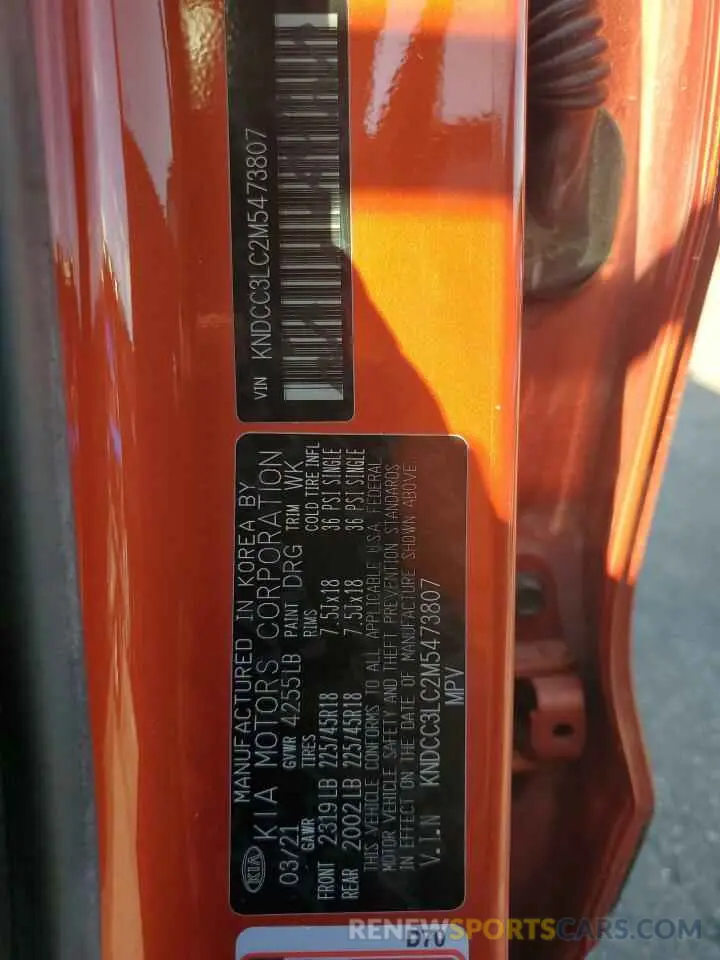 VIN KNDCC3LC2M5473807
MANUFACTURED IN KOREA BY
KIA KIA MOTORS CORPORATION
03/21 GVWR 4255LB PAINT DRG TRIM WK
GAWR TIRES RIMS COLD TIRE INFL
FRONT 2319LB 225/45R18 7.5Jx18 36 PSI SINGLE
REAR 2002LB 225/45R18 7.5Jx18 36 PSI SINGLE
THIS VEHICLE CONFORMS TO ALL APPLICABLE U.S.A. FEDERAL
MOTOR VEHICLE SAFETY AND THEFT PREVENTION STANDARDS
IN EFFECT ON THE DATE OF MANUFACTURE SHOWN ABOVE.
V.I.N KNDCC3LC2M5473807
MPV
D70
RENEWSPORTSCARS.COM